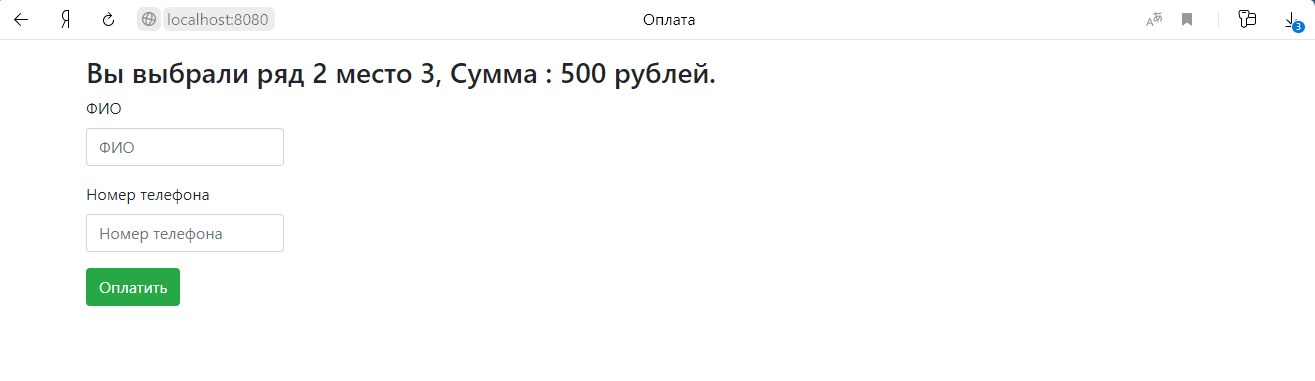 Я localhost:8080 Оплата 3
Вы выбрали ряд 2 место 3, Сумма : 500 рублей.
ФИО
ФИО
Номер телефона
Номер телефона
Оплатить